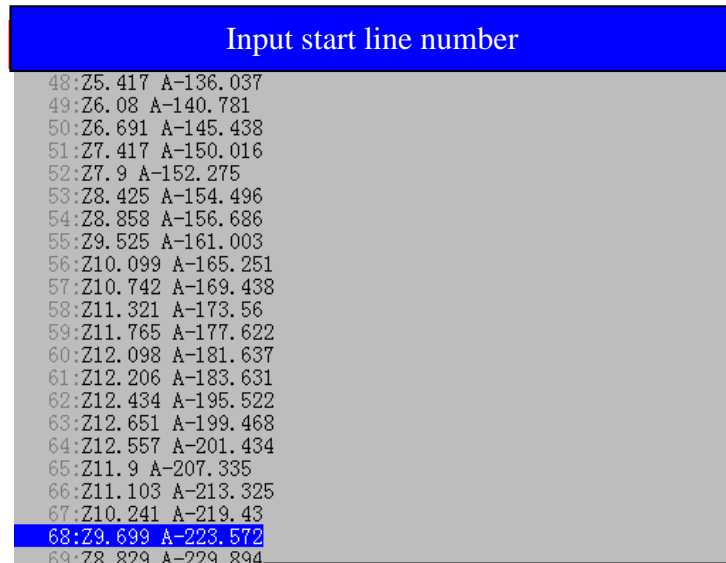 Input start line number
48:Z5.417 A-136.037
49:Z6.08 A-140.781
50:Z6.691 A-145.438
51:Z7.417 A-150.016
52:Z7.9 A-152.275
53:Z8.425 A-154.496
54:Z8.858 A-156.686
55:Z9.525 A-161.003
56:Z10.099 A-165.251
57:Z10.742 A-169.438
58:Z11.321 A-173.56
59:Z11.765 A-177.622
60:Z12.098 A-181.637
61:Z12.206 A-183.631
62:Z12.434 A-195.522
63:Z12.651 A-199.468
64:Z12.557 A-201.434
65:Z11.9 A-207.335
66:Z11.103 A-213.325
67:Z10.241 A-219.43
68:Z9.699 A-223.572
69:Z8.829 A-229.894